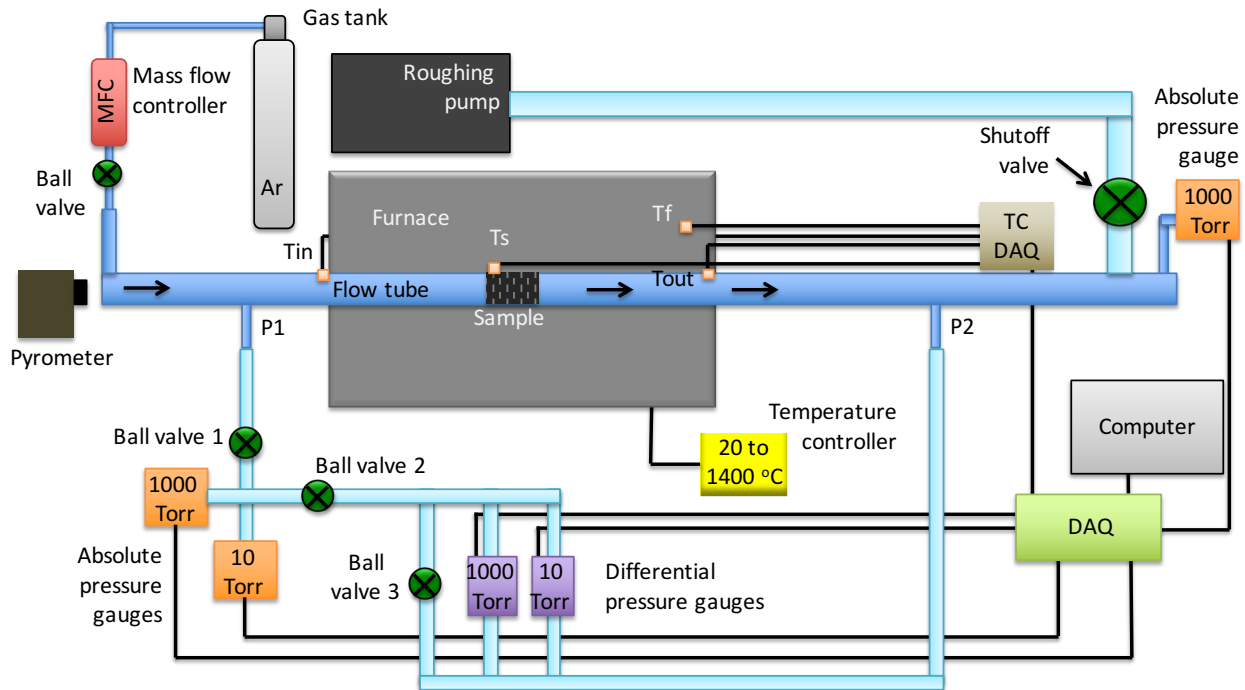 Gas tank
Mass flow
controller
MFC
Ball
valve
Ar
Roughing
pump
Absolute
pressure
gauge
Shutoff
valve
1000
Torr
Furnace
Tf
TC
DAQ
Tin
Ts
Tout
Flow tube
Sample
Pyrometer
P1
P2
Temperature
controller
20 to
1400 °C
Computer
Ball valve 1
Ball valve 2
1000
Torr
DAQ
10
Torr
Absolute
pressure
gauges
Ball
valve 3
1000
Torr
10
Torr
Differential
pressure gauges